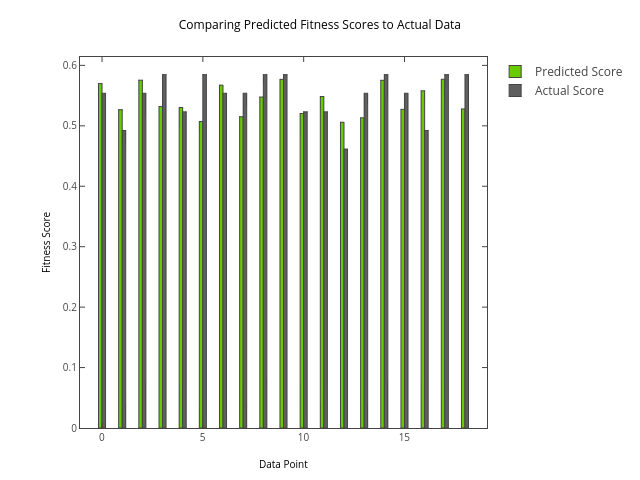 Comparing Predicted Fitness Scores to Actual Data
Predicted Score
Actual Score
0.6
0.5
0.4
0.3
0.2
0.1
0
Fitness Score
0
5
10
15
Data Point